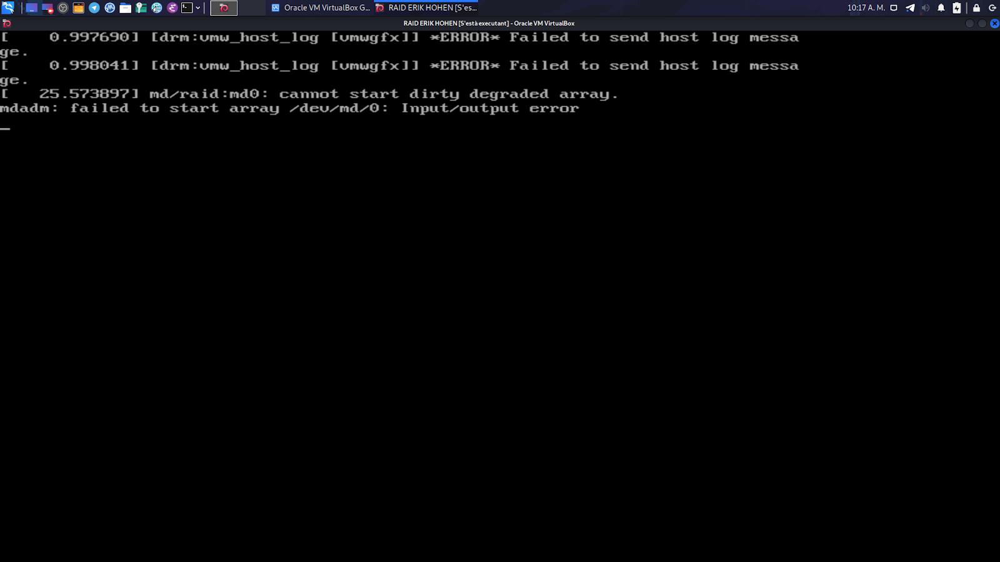 Oracle VM VirtualBox G...
RAID ERIK HOHEN [S'es...
10:17 A. M.
RAID ERIK HOHEN [S'està executant] - Oracle VM VirtualBox
[    0.997690] [drm:vmw_host_log [vmwgfx]] *ERROR* Failed to send host log messa
ge.
[    0.998041] [drm:vmw_host_log [vmwgfx]] *ERROR* Failed to send host log messa
ge.
[   25.573897] md/raid:md0: cannot start dirty degraded array.
mdadm: failed to start array /dev/md/0: Input/output error